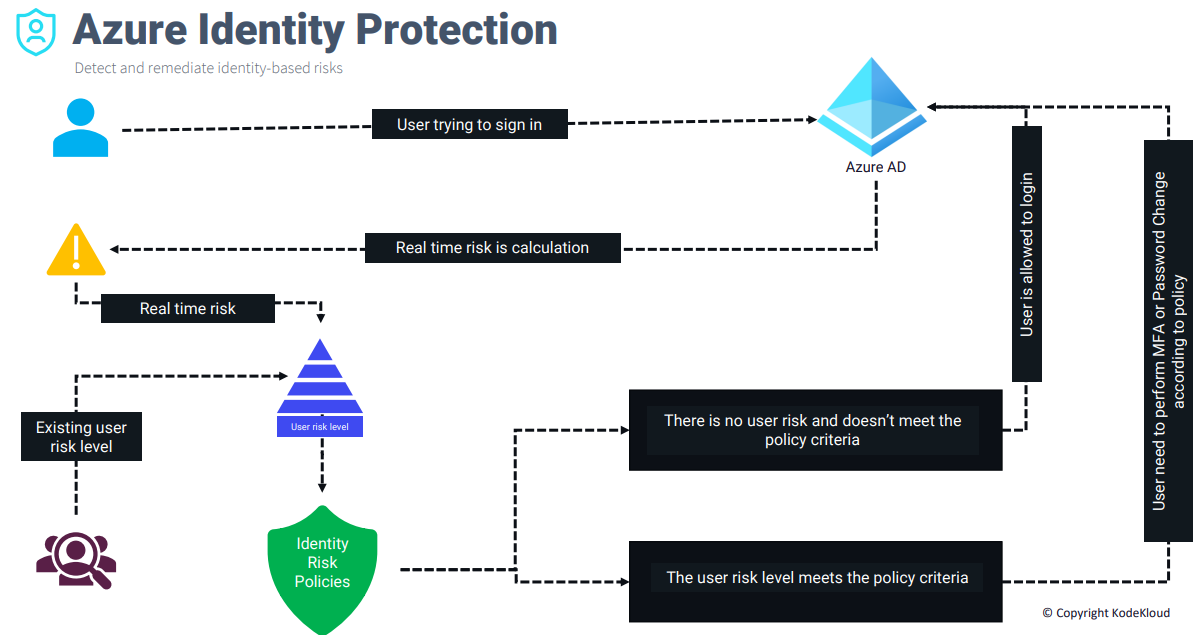 Azure Identity Protection
Detect and remediate identity-based risks
User trying to sign in
Azure AD
Real time risk is calculation
Real time risk
User risk level
Existing user
risk level
Identity
Risk
Policies
There is no user risk and doesn’t meet the
policy criteria
The user risk level meets the policy criteria
User is allowed to login
User need to perform MFA or Password Change
according to policy
© Copyright KodeKloud